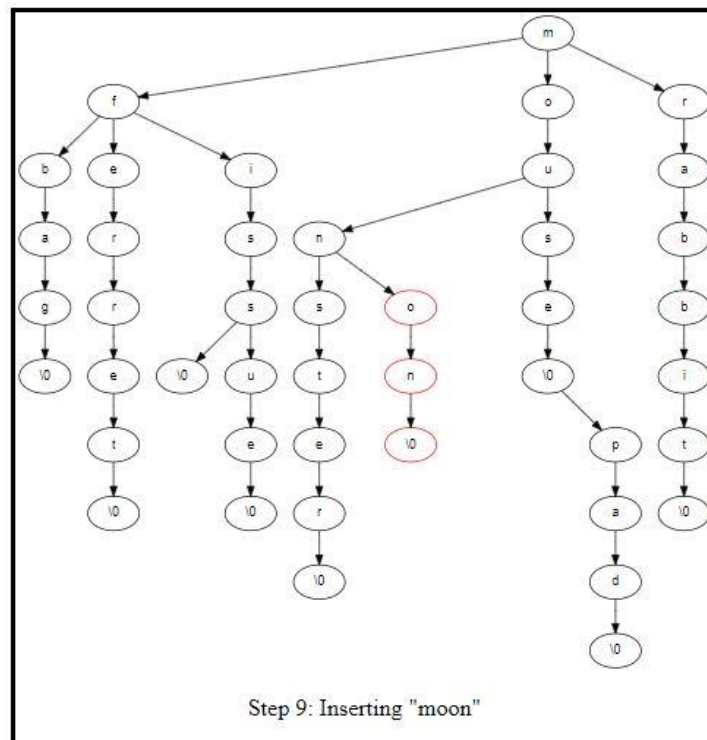 m
f o r
b e i u a
a r s n s b
g r s s o e b
\0 e \0 u t n \0 i
t e e \0 p t
\0 \0 r a \0
\0 d
\0
Step 9: Inserting "moon"